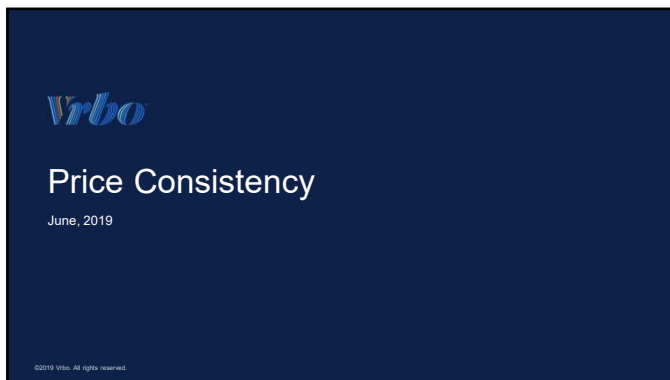 Vrbo
Price Consistency
June, 2019
©2019 Vrbo. All rights reserved.